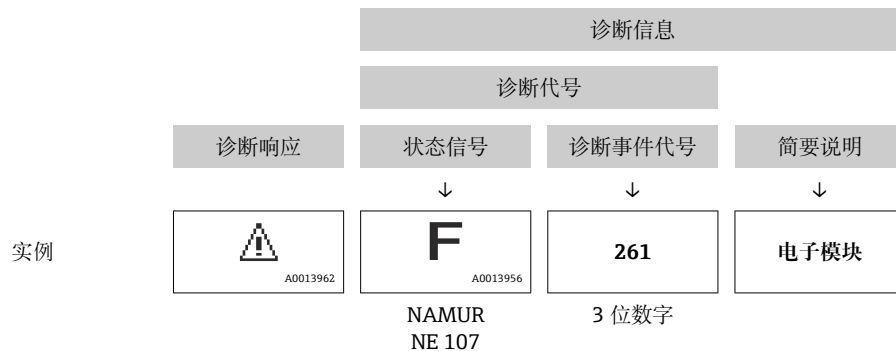 诊断信息
诊断代号
诊断响应 状态信号 诊断事件代号 简要说明
↓ ↓ ↓
实例 F 261 电子模块
A0013962 A0013956
NAMUR 3 位数字
NE 107